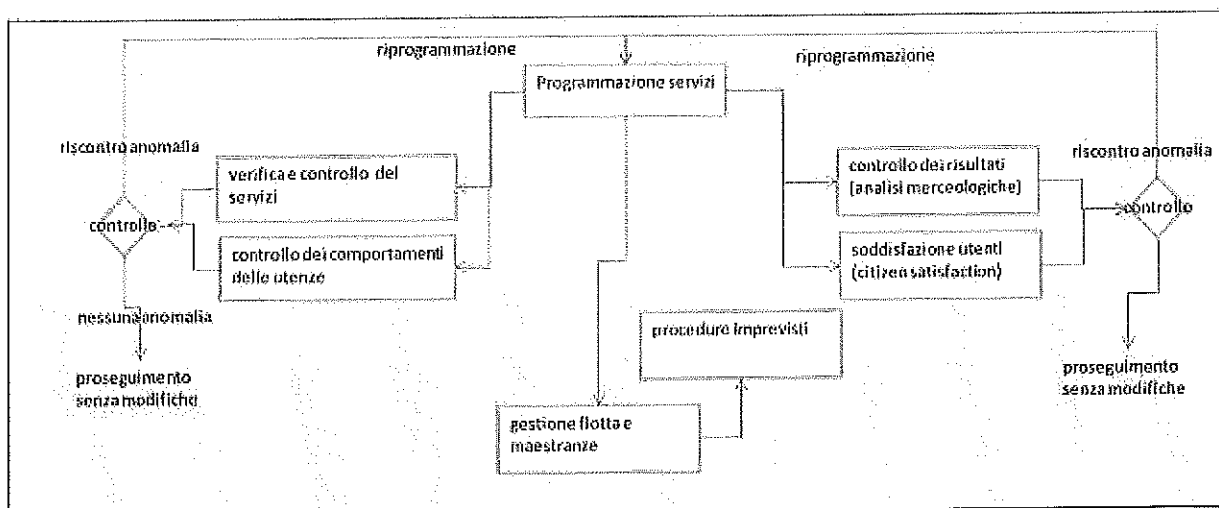 riprogrammazione
riprogrammazione
Programmazione servizi
riscontro anomalia
verifica e controllo del
servizi
controllo
controllo dei comportamenti
delle utenze
nessuna anomalia
proseguimento
senza modifiche
controllo dei risultati
(analisi merceologiche)
riscontro anomalia
controllo
soddisfazione utenti
(citizen satisfaction)
proseguimento
senza modifiche
procedure imprevisti
gestione flotta e
maestranze